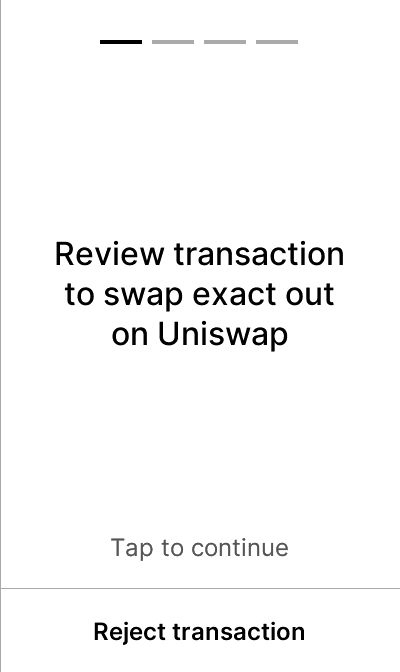 Review transaction
to swap exact out
on Uniswap
Tap to continue
Reject transaction